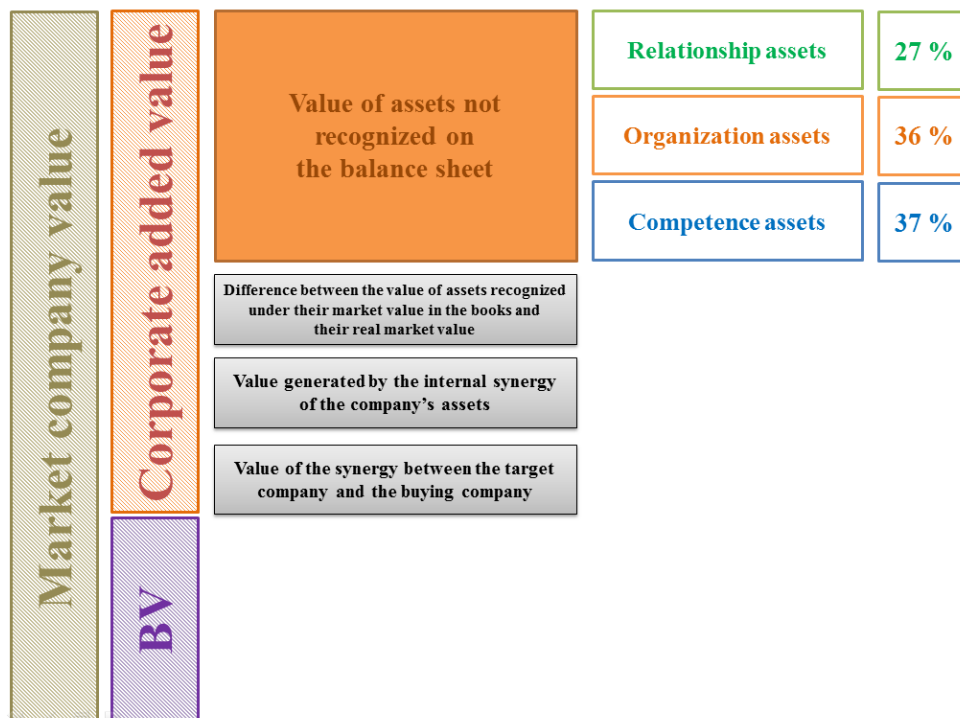 Market company value
Corporate added value
BV
Value of assets not
recognized on
the balance sheet
Relationship assets
27 %
Organization assets
36 %
Competence assets
37 %
Difference between the value of assets recognized
under their market value in the books and
their real market value
Value generated by the internal synergy
of the company's assets
Value of the synergy between the target
company and the buying company